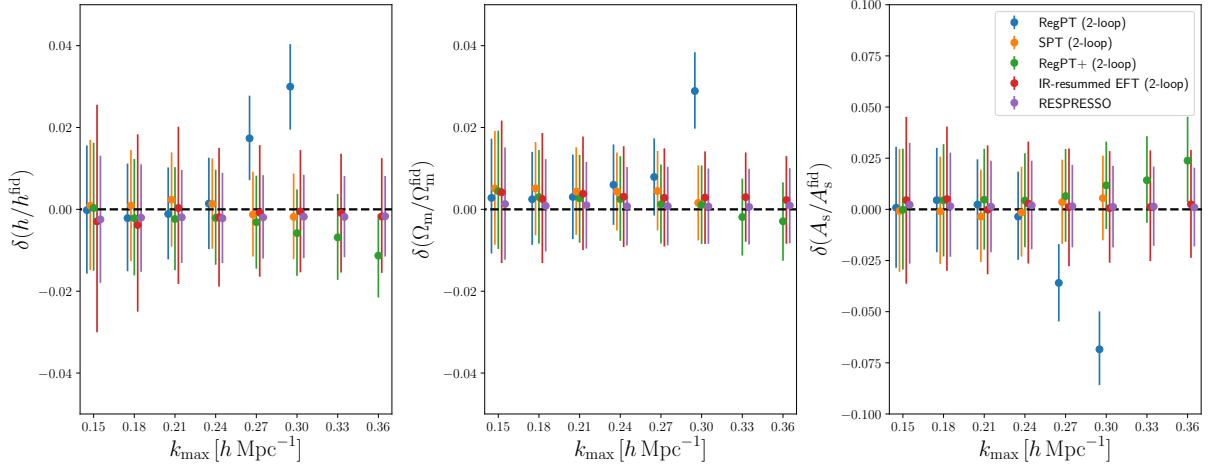 0.04
0.02
0.00
−0.02
−0.04
δ(h/h^fid)
0.15 0.18 0.21 0.24 0.27 0.30 0.33 0.36
k_max [h Mpc⁻¹]
0.04
0.02
0.00
−0.02
−0.04
δ(Ω_m/Ω_m^fid)
0.15 0.18 0.21 0.24 0.27 0.30 0.33 0.36
k_max [h Mpc⁻¹]
0.100
0.075
0.050
0.025
0.000
−0.025
−0.050
−0.075
−0.100
δ(A_s/A_s^fid)
0.15 0.18 0.21 0.24 0.27 0.30 0.33 0.36
k_max [h Mpc⁻¹]
RegPT (2-loop)
SPT (2-loop)
RegPT+ (2-loop)
IR-resummed EFT (2-loop)
RESPRESSO